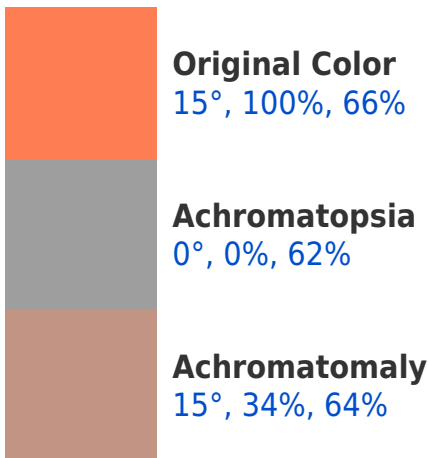 Original Color
15°, 100%, 66%
Achromatopsia
0°, 0%, 62%
Achromatomaly
15°, 34%, 64%